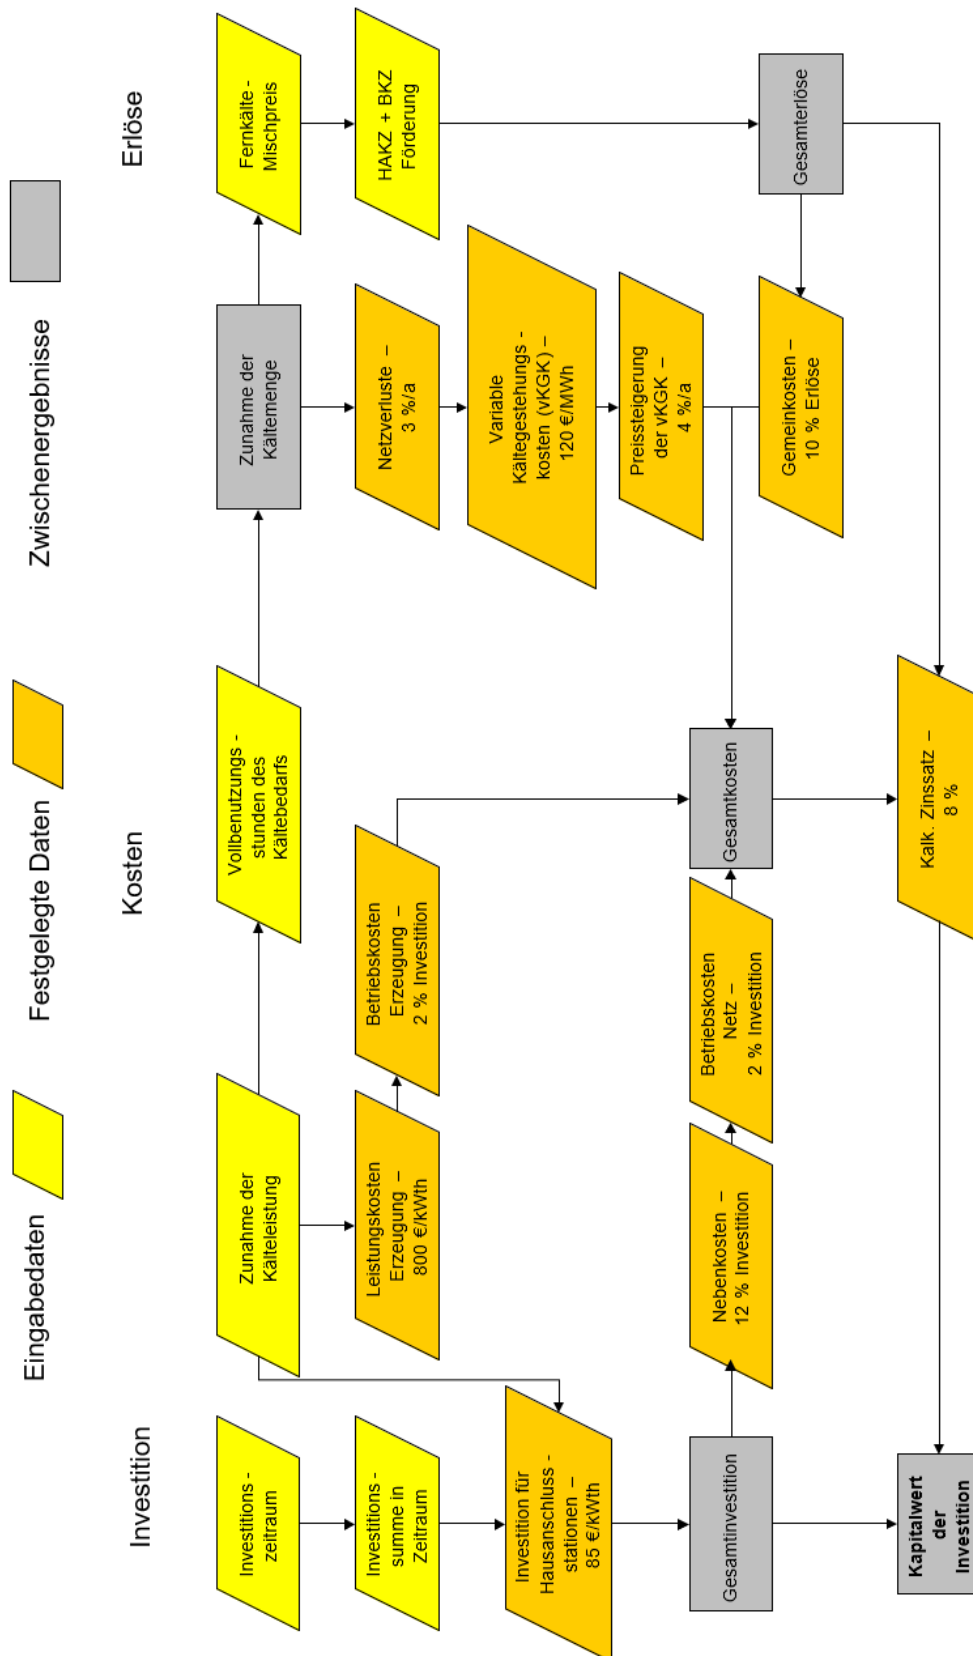 Eingabedaten
Festgelegte Daten
Zwischenergebnisse
Investition
Kosten
Erlöse
Investitions -
zeitraum
Zunahme der
Kälteleistung
Vollbenutzungs -
stunden des
Kältebedarfs
Zunahme der
Kältemenge
Fernkälte -
Mischpreis
Investitions -
summe in
Zeitraum
Leistungskosten
Erzeugung –
800 €/kWth
Betriebskosten
Erzeugung –
2 % Investition
Netzverluste –
3 %/a
HAKZ + BKZ
Förderung
Investition für
Hausanschluss -
stationen –
85 €/kWth
Variable
Kältegestehungs -
kosten (vKGK) –
120 €/MWh
Preissteigerung
der vKGK –
4 %/a
Gesamtinvestition
Nebenkosten –
12 % Investition
Betriebskosten
Netz –
2 % Investition
Gesamtkosten
Gemeinkosten –
10 % Erlöse
Gesamterlöse
Kapitalwert
der
Investition
Kalk. Zinssatz –
8 %